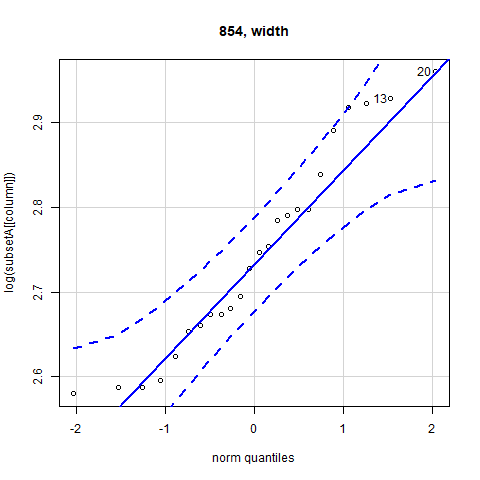 854, width
log(subsetA[[column]])
2.9
2.8
2.7
2.6
20
13
-2 -1 0 1 2
norm quantiles